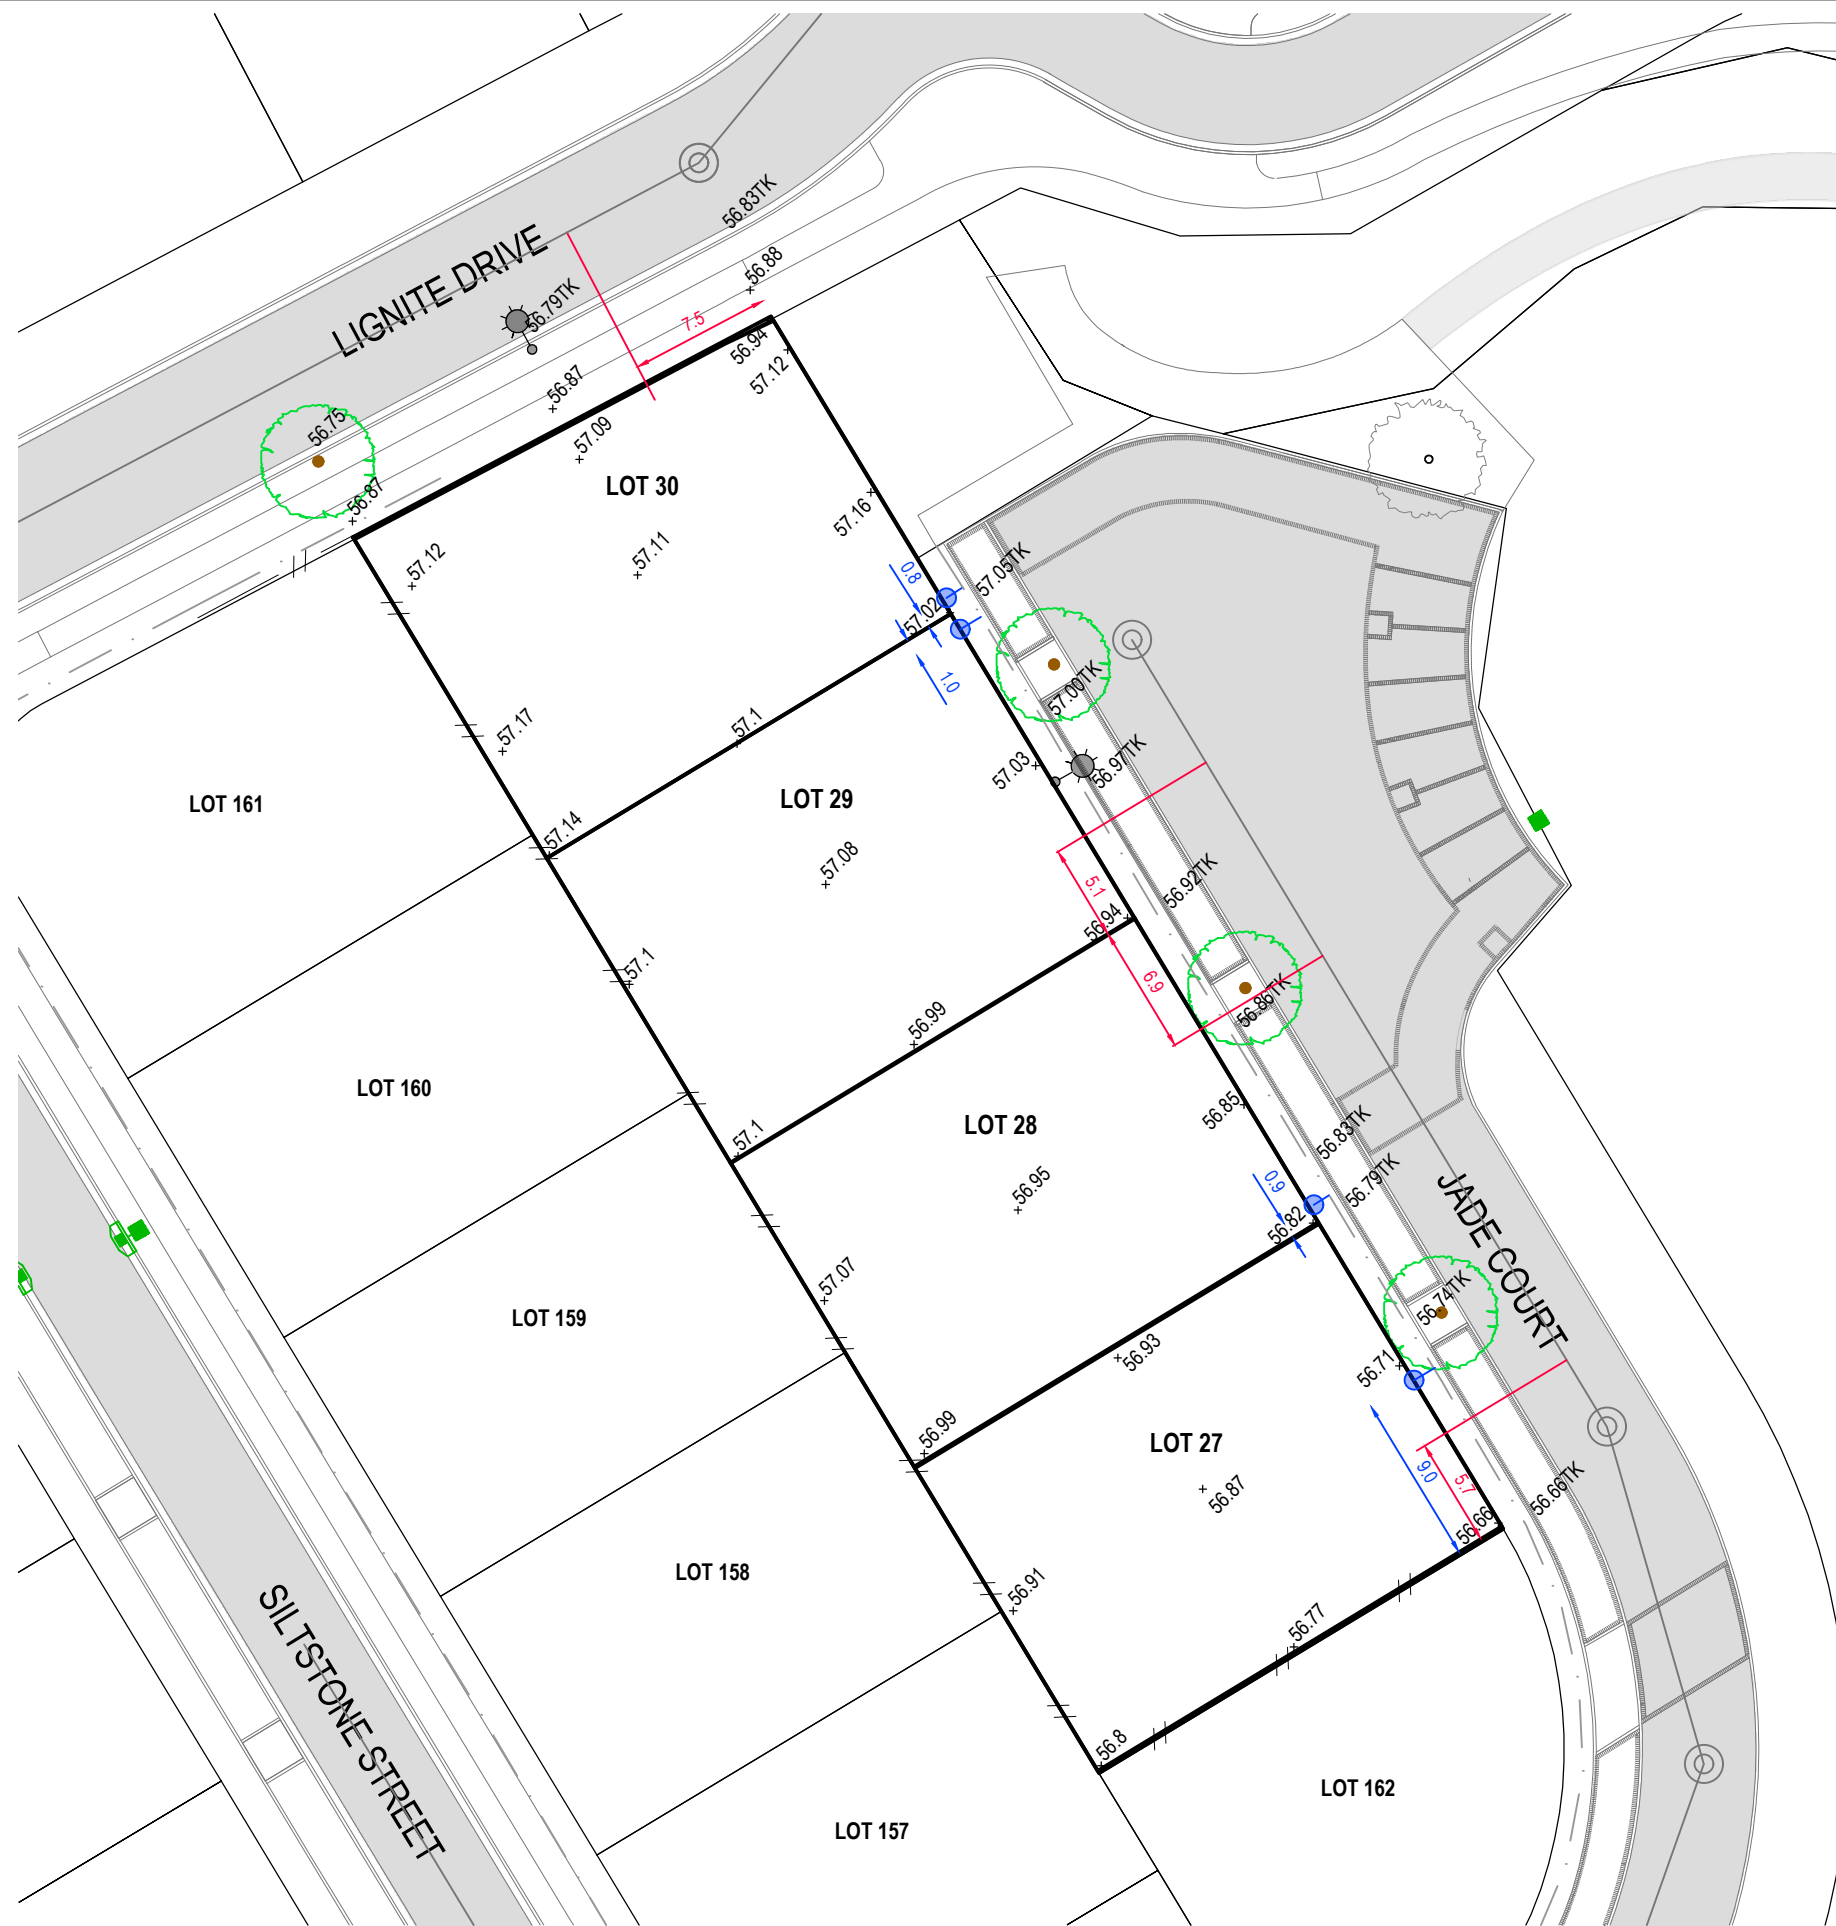 56.83TK
LIGNITE DRIVE
56.88
56.79TK
7.5
56.94
57.12
56.87
56.75
57.09
56.87
LOT 30
57.16
57.11
57.12
0.8
57.05TK
57.02
1.0
57.00TK
57.17
57.1
57.03
56.97TK
LOT 161
LOT 29
57.14
57.08
5.1
56.92TK
56.94
57.1
6.9
56.99
56.86TK
LOT 160
57.1
LOT 28
56.85
56.83TK
56.79TK
56.95
0.9
56.82
JADE COURT
57.07
LOT 159
56.74TK
56.93
56.71
56.99
LOT 27
9.0
5.7
56.87
56.66TK
56.66
LOT 158
56.91
56.77
SILTSTONE STREET
56.8
LOT 162
LOT 157